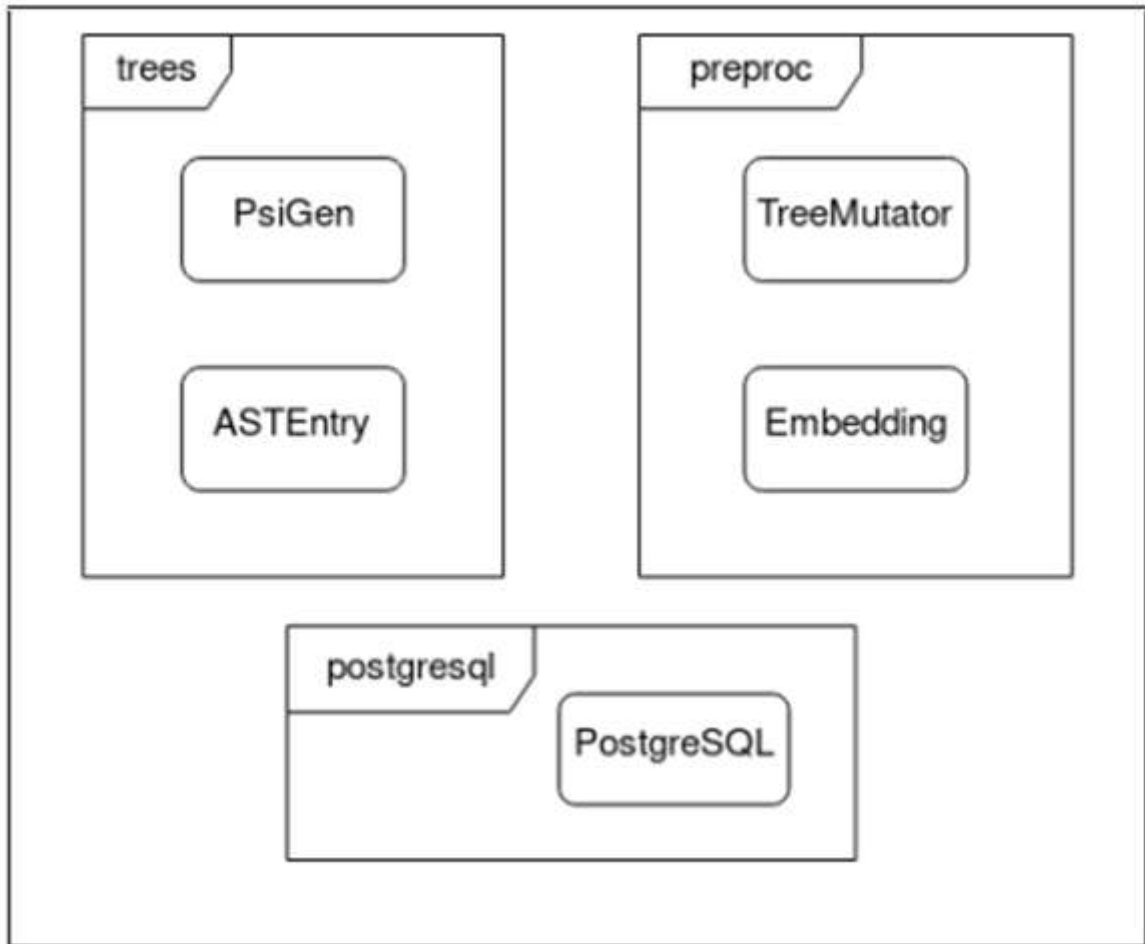 trees
PsiGen
ASTEntry
preproc
TreeMutator
Embedding
postgresql
PostgreSQL